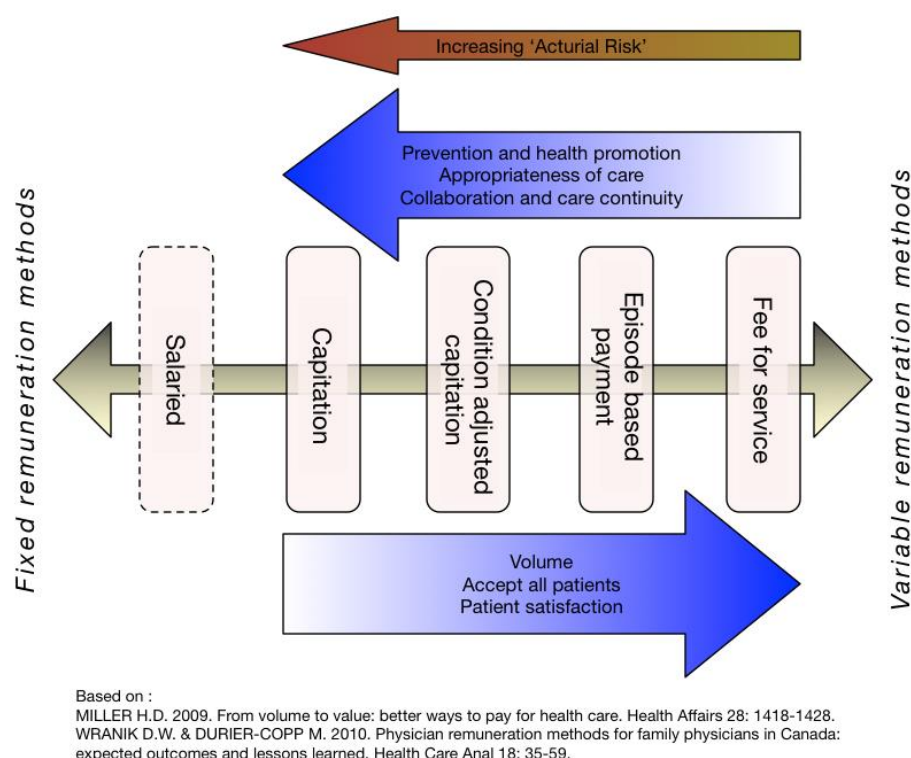 Increasing ‘Acturial Risk’
Prevention and health promotion
Appropriateness of care
Collaboration and care continuity
Fixed remuneration methods
Salaried
Capitation
Condition adjusted
capitation
Episode based
payment
Fee for service
Variable remuneration methods
Volume
Accept all patients
Patient satisfaction
Based on :
MILLER H.D. 2009. From volume to value: better ways to pay for health care. Health Affairs 28: 1418-1428.
WRANIK D.W. & DURIER-COPP M. 2010. Physician remuneration methods for family physicians in Canada:
expected outcomes and lessons learned. Health Care Anal 18: 35-59.